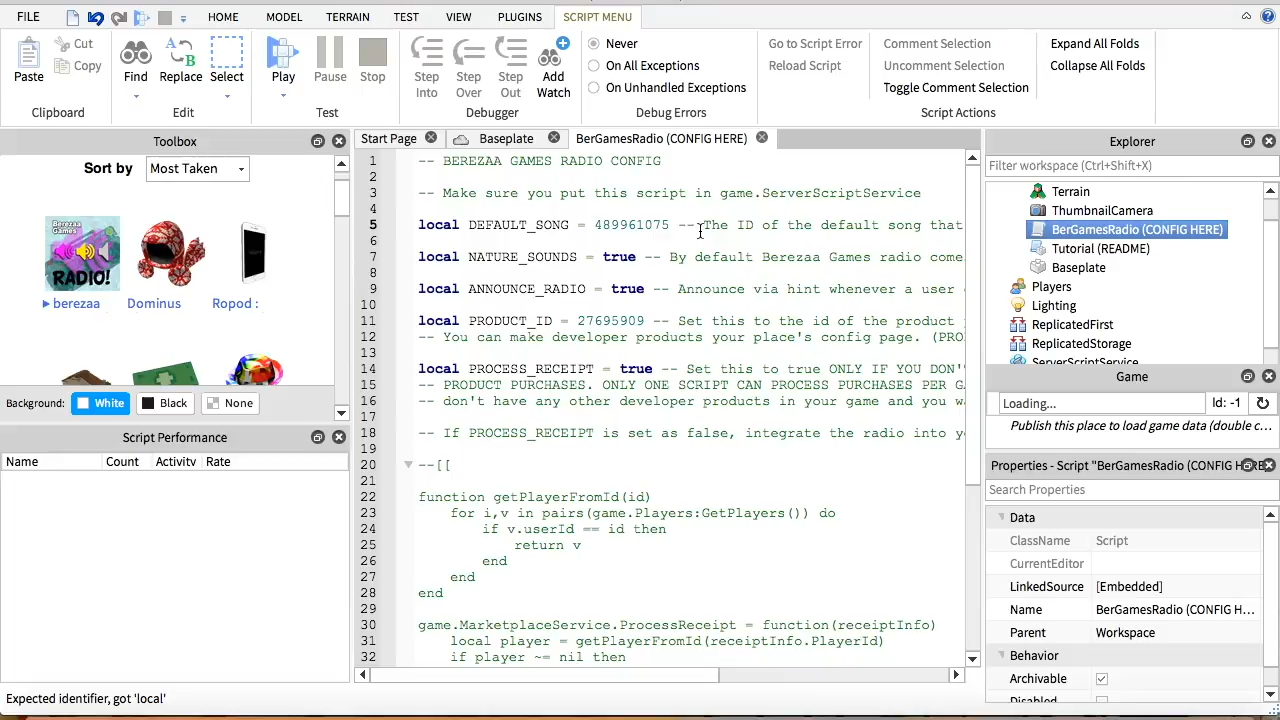 FILE
HOME
MODEL
TERRAIN
TEST
VIEW
PLUGINS
SCRIPT MENU
Paste
Cut
Copy
Clipboard
Find
Replace
Select
Edit
Play
Pause
Stop
Test
Step Into
Step Over
Step Out
Add Watch
Debugger
Never
On All Exceptions
On Unhandled Exceptions
Debug Errors
Go to Script Error
Reload Script
Comment Selection
Uncomment Selection
Toggle Comment Selection
Expand All Folds
Collapse All Folds
Script Actions
Toolbox
Sort by
Most Taken
Berezaa Games
RADIO!
berezaa
Dominus
Ropod :
Background:
White
Black
None
Script Performance
Name Count Activity Rate
Start Page
Baseplate
BerGamesRadio (CONFIG HERE)
1 -- BEREZAA GAMES RADIO CONFIG
2
3 -- Make sure you put this script in game.ServerScriptService
4
5 local DEFAULT_SONG = 489961075 -- The ID of the default song that
6
7 local NATURE_SOUNDS = true -- By default Berezaa Games radio come
8
9 local ANNOUNCE_RADIO = true -- Announce via hint whenever a user
10
11 local PRODUCT_ID = 27695909 -- Set this to the id of the product
12 -- You can make developer products your place's config page. (PRO
13
14 local PROCESS_RECEIPT = true -- Set this to true ONLY IF YOU DON'
15 -- PRODUCT PURCHASES. ONLY ONE SCRIPT CAN PROCESS PURCHASES PER G
16 -- don't have any other developer products in your game and you w
17
18 -- If PROCESS_RECEIPT is set as false, integrate the radio into y
19
20 --[[
21
22 function getPlayerFromId(id)
23 for i,v in pairs(game.Players:GetPlayers()) do
24 if v.userId == id then
25 return v
26 end
27 end
28 end
29
30 game.MarketplaceService.ProcessReceipt = function(receiptInfo)
31 local player = getPlayerFromId(receiptInfo.PlayerId)
32 if player ~= nil then
Explorer
Filter workspace (Ctrl+Shift+X)
Terrain
ThumbnailCamera
BerGamesRadio (CONFIG HERE)
Tutorial (README)
Baseplate
Players
Lighting
ReplicatedFirst
ReplicatedStorage
ServerScriptService
Game
Loading...
Id: -1
Publish this place to load game data (double c...
Properties - Script "BerGamesRadio (CONFIG H
Search Properties
Data
ClassName Script
CurrentEditor
LinkedSource [Embedded]
Name BerGamesRadio (CONFIG H...
Parent Workspace
Behavior
Archivable
Disabled
Expected identifier, got 'local'